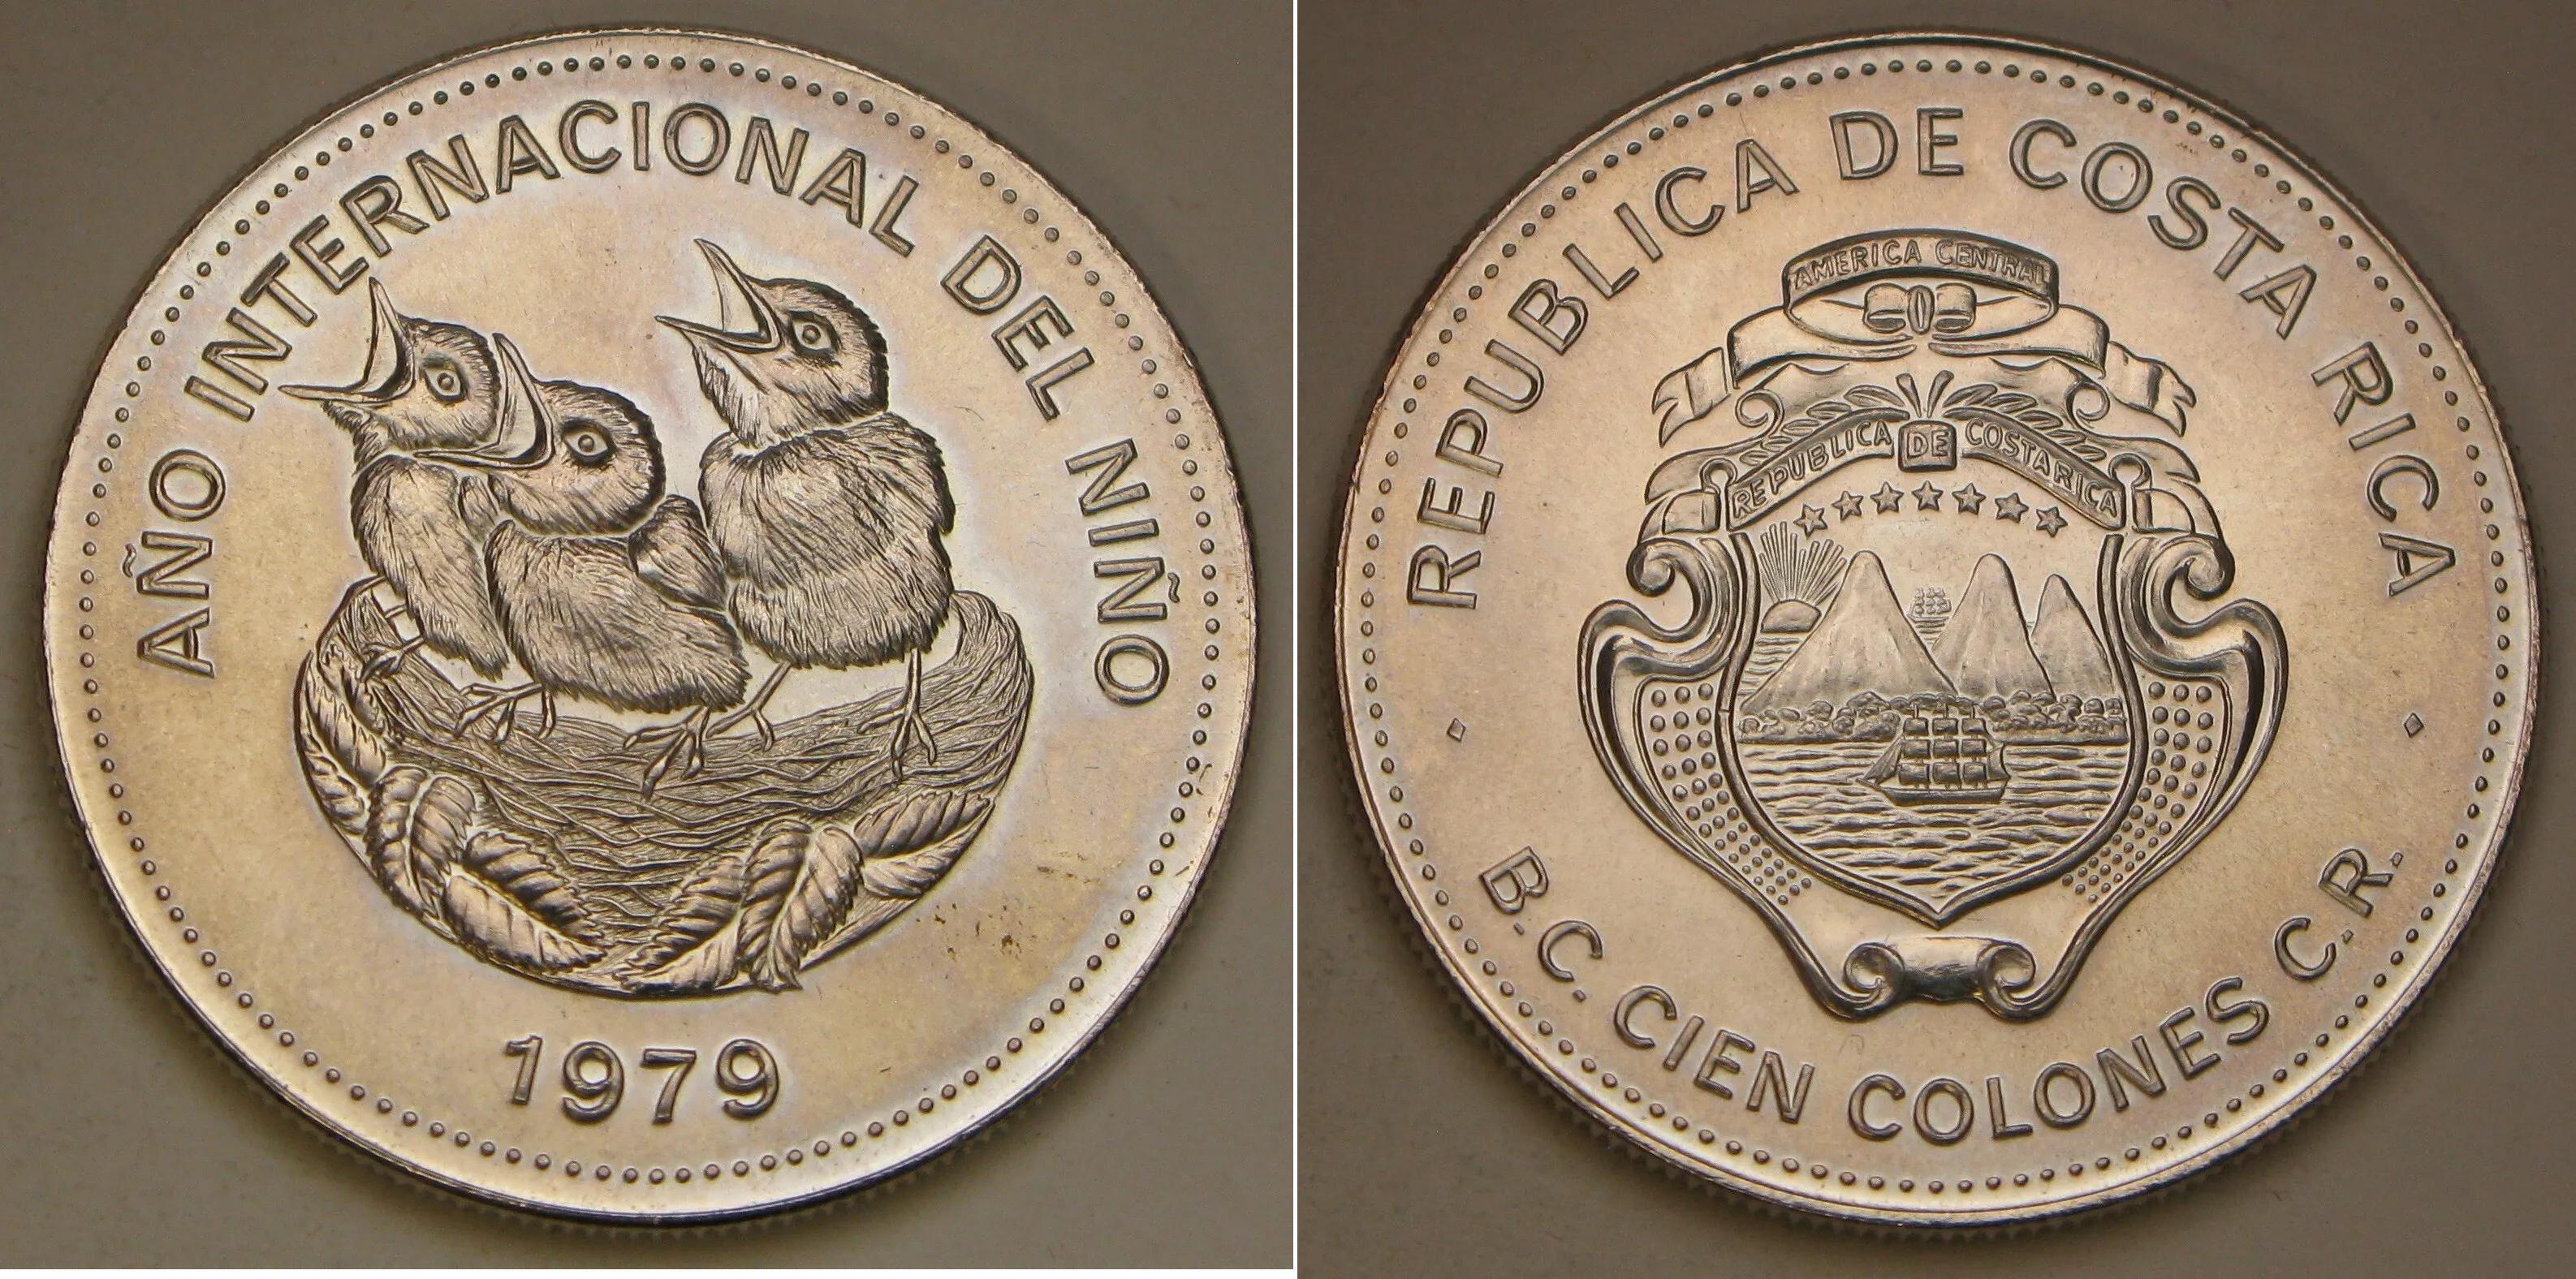 AÑO INTERNACIONAL DEL NIÑO
1979
REPUBLICA DE COSTA RICA
AMERICA CENTRAL
REPUBLICA DE COSTA RICA
B.C. CIEN COLONES C.R.